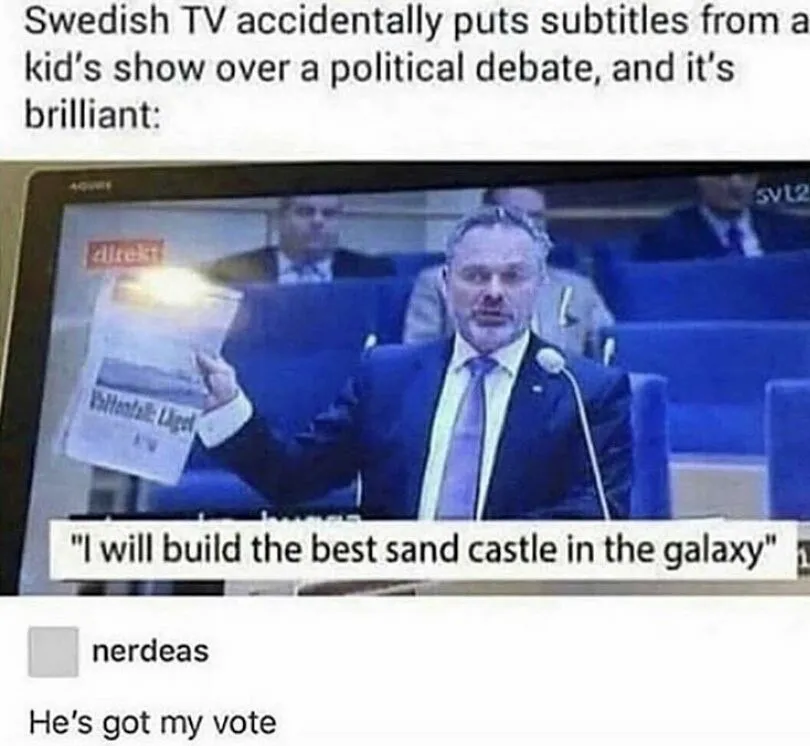 Swedish TV accidentally puts subtitles from a
kid's show over a political debate, and it's
brilliant:
SVt2
direkt
Vattenfall: Läget
"I will build the best sand castle in the galaxy"
nerdeas
He's got my vote